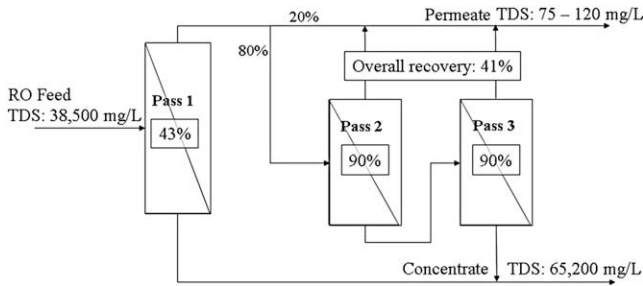 20%
Permeate TDS: 75 – 120 mg/L
80%
Overall recovery: 41%
RO Feed
TDS: 38,500 mg/L
Pass 1
43%
Pass 2
90%
Pass 3
90%
Concentrate TDS: 65,200 mg/L